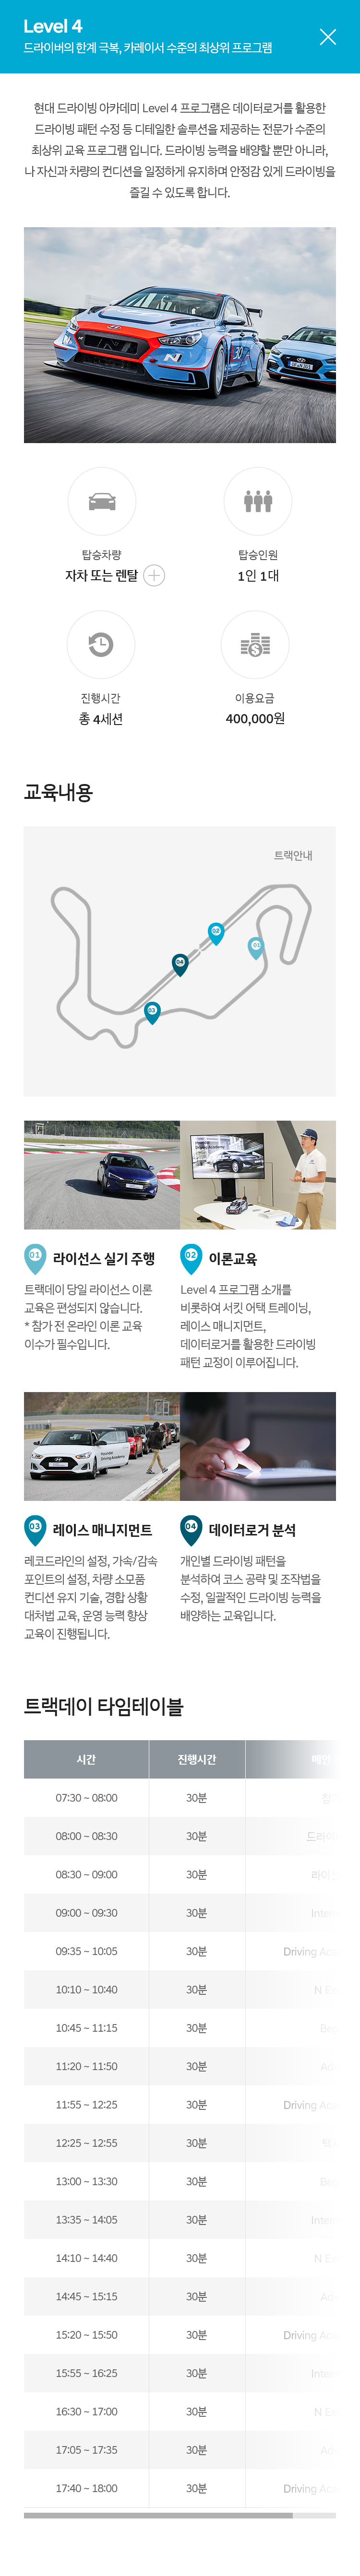 Level 4
드라이버의 한계 극복, 카레이서 수준의 최상위 프로그램
현대 드라이빙 아카데미 Level 4 프로그램은 데이터로거를 활용한
드라이빙 패턴 수정 등 디테일한 솔루션을 제공하는 전문가 수준의
최상위 교육 프로그램 입니다. 드라이빙 능력을 배양할 뿐만 아니라,
나 자신과 차량의 컨디션을 일정하게 유지하며 안정감 있게 드라이빙을
즐길 수 있도록 합니다.
탑승차량
자차 또는 렌탈
탑승인원
1인 1대
진행시간
총 4세션
이용요금
400,000원
교육내용
트랙안내
02
01
04
03
01 라이선스 실기 주행
트랙데이 당일 라이선스 이론
교육은 편성되지 않습니다.
* 참가 전 온라인 이론 교육
이수가 필수입니다.
02 이론교육
Level 4 프로그램 소개를
비롯하여 서킷 어택 트레이닝,
레이스 매니지먼트,
데이터로거를 활용한 드라이빙
패턴 교정이 이루어집니다.
03 레이스 매니지먼트
레코드라인의 설정, 가속/감속
포인트의 설정, 차량 소모품
컨디션 유지 기술, 경합 상황
대처법 교육, 운영 능력 향상
교육이 진행됩니다.
04 데이터로거 분석
개인별 드라이빙 패턴을
분석하여 코스 공략 및 조작법을
수정, 일괄적인 드라이빙 능력을
배양하는 교육입니다.
트랙데이 타임테이블
시간 진행시간
07:30 ~ 08:00 30분
08:00 ~ 08:30 30분
08:30 ~ 09:00 30분
09:00 ~ 09:30 30분
09:35 ~ 10:05 30분 Driving
10:10 ~ 10:40 30분
10:45 ~ 11:15 30분
11:20 ~ 11:50 30분
11:55 ~ 12:25 30분 Driving
12:25 ~ 12:55 30분
13:00 ~ 13:30 30분
13:35 ~ 14:05 30분
14:10 ~ 14:40 30분
14:45 ~ 15:15 30분
15:20 ~ 15:50 30분 Driving
15:55 ~ 16:25 30분
16:30 ~ 17:00 30분
17:05 ~ 17:35 30분
17:40 ~ 18:00 30분 Driving